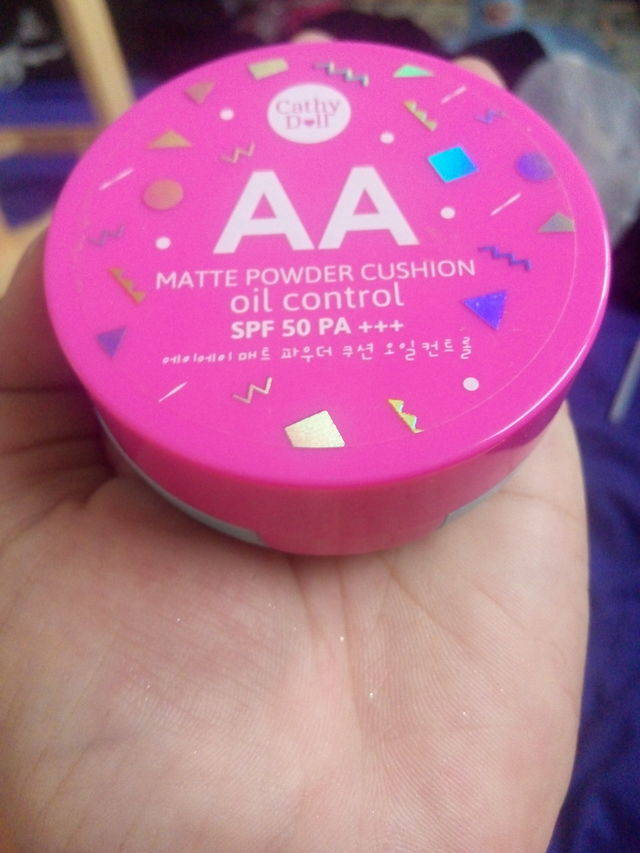 Cathy
Doll
AA
MATTE POWDER CUSHION
oil control
SPF 50 PA +++
에이에이 매트 파우더 쿠션 오일컨트롤